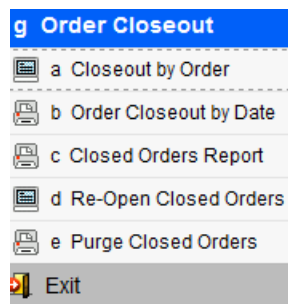 g Order Closeout
a Closeout by Order
b Order Closeout by Date
c Closed Orders Report
d Re-Open Closed Orders
e Purge Closed Orders
Exit